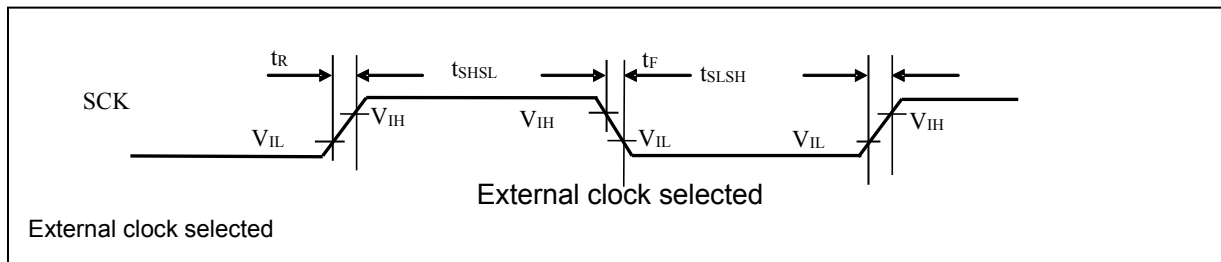 tR tSHSL tF tSLSH
SCK
VIH VIH VIH
VIL VIL VIL
External clock selected
External clock selected